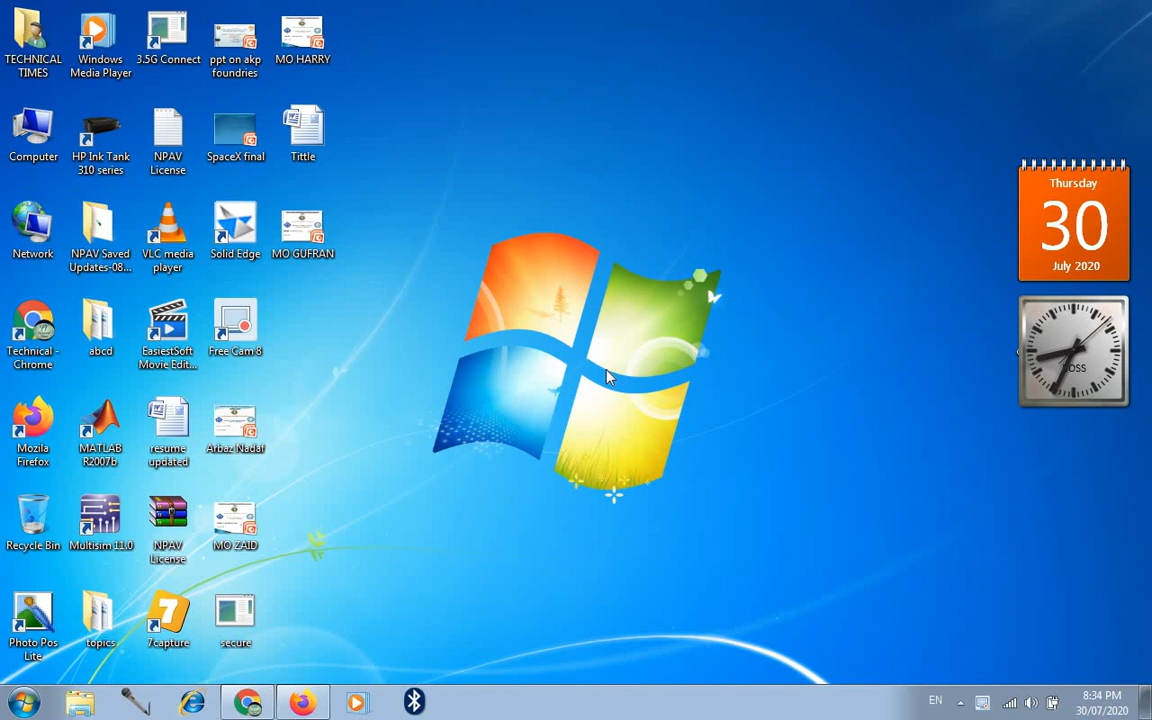 TECHNICAL
TIMES
Windows
Media Player
3.5G Connect
ppt on akp
foundries
MO HARRY
Computer
HP Ink Tank
310 series
NPAV
License
SpaceX final
Tittle
Network
NPAV Saved
Updates-08...
VLC media
player
Solid Edge
MO GUFRAN
Technical -
Chrome
abcd
EasiestSoft
Movie Edit...
Free Cam 8
Mozila
Firefox
MATLAB
R2007b
resume
updated
Arbaz Nadaf
Recycle Bin
Multisim 11.0
NPAV
License
MO ZAID
Photo Pos
Lite
topics
7
7capture
secure
Thursday
30
July 2020
EN
8:34 PM
30/07/2020